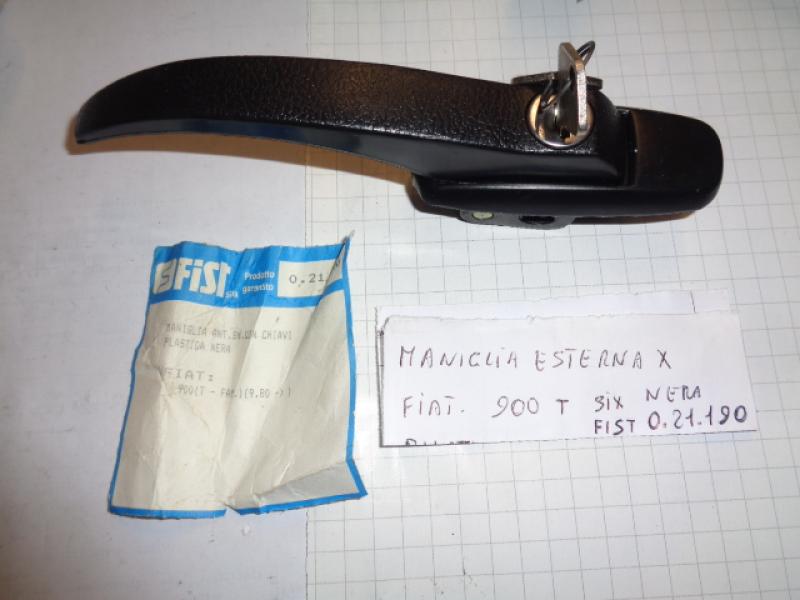 FiST
SPA
Prodotto
garantito
0.21
MANIGLIA ANT. SX. CON CHIAVI
PLASTICA NERA
FIAT:
900(T - FAM.)(9.80 ->)
MANIGLIA ESTERNA X
FIAT. 900 T SIX NERA
FIST 0.21.190